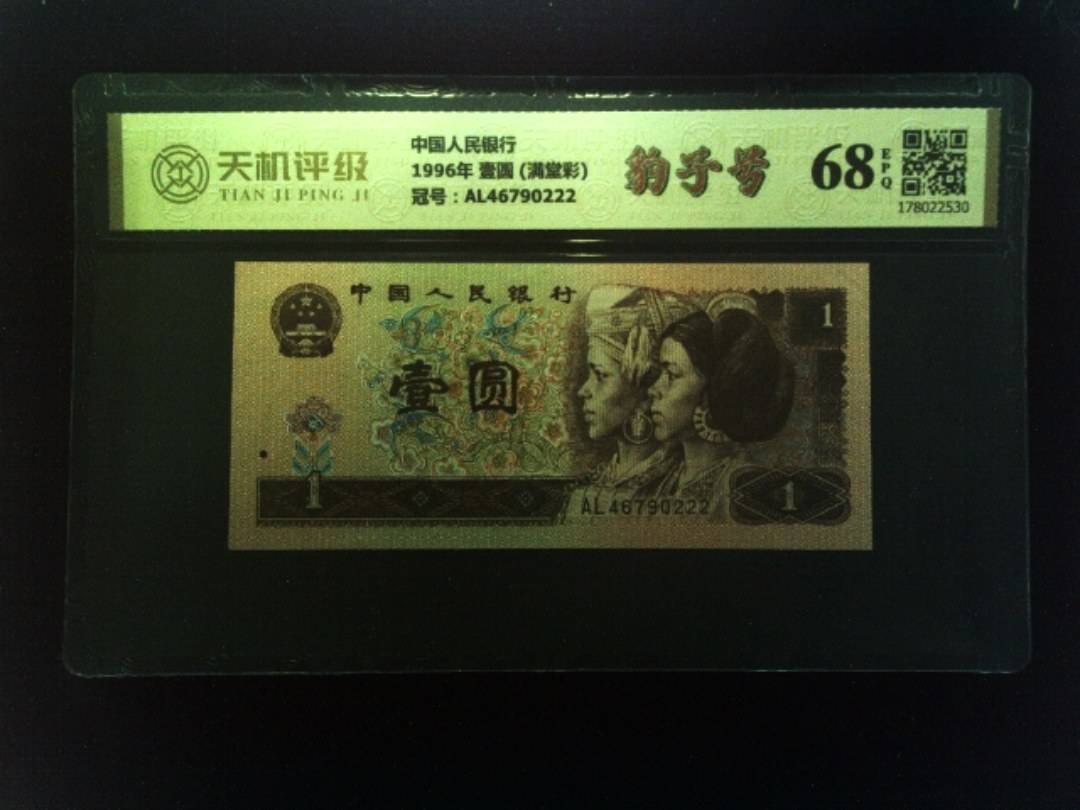 天机评级
TIAN JI PING JI
中国人民银行
1996年 壹圆 (满堂彩)
冠号：AL46790222
豹子号
68
EPQ
178022530
中国人民银行
1
壹圆
1
AL46790222
1